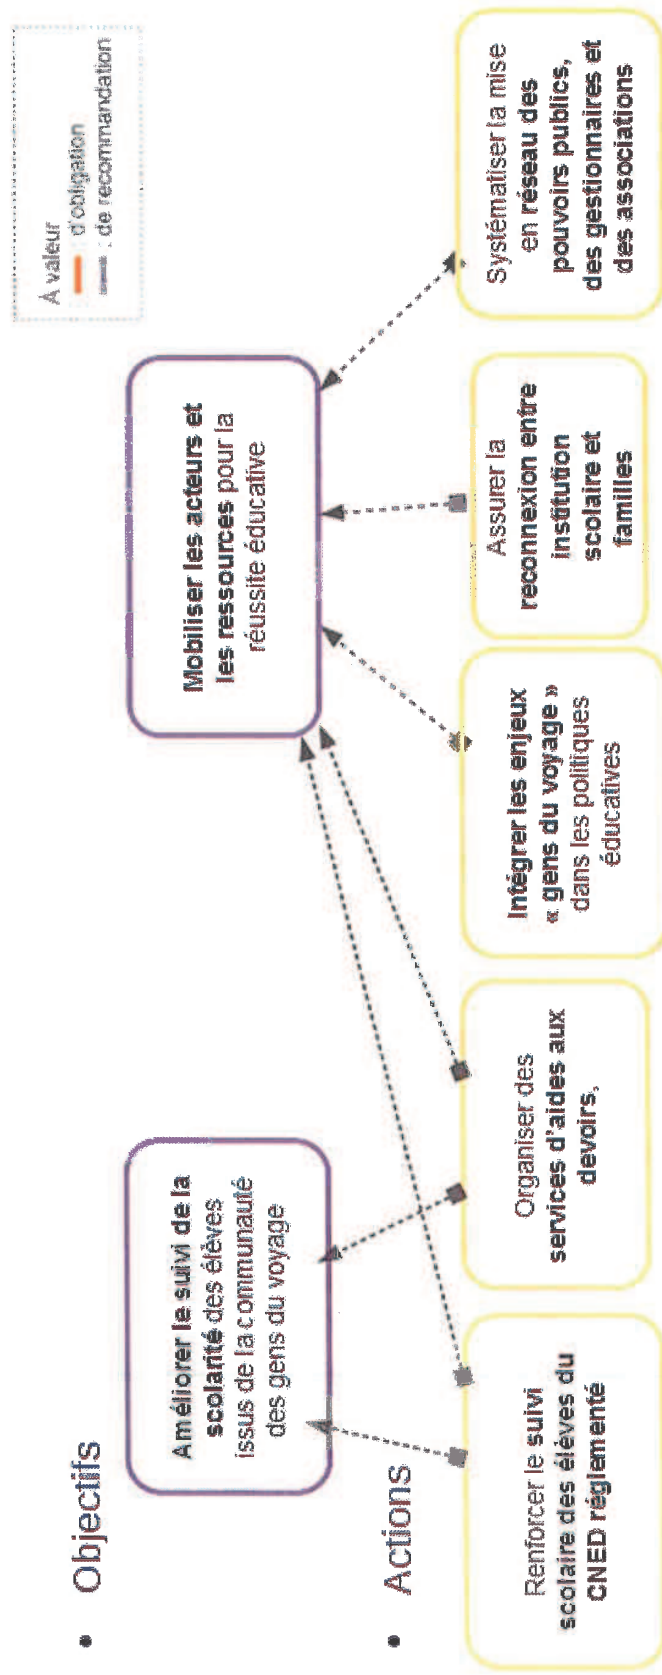 À valeur
: d'obligation
: de recommandation
• Objectifs
Améliorer le suivi de la
scolarité des élèves
issus de la communauté
des gens du voyage
Mobiliser les acteurs et
les ressources pour la
réussite éducative
• Actions
Renforcer le suivi
scolaire des élèves du
CNED réglementé
Organiser des
services d'aides aux
devoirs,
Intégrer les enjeux
« gens du voyage »
dans les politiques
éducatives
Assurer la
reconnexion entre
institution
scolaire et
familles
Systématiser la mise
en réseau des
pouvoirs publics,
des gestionnaires et
des associations